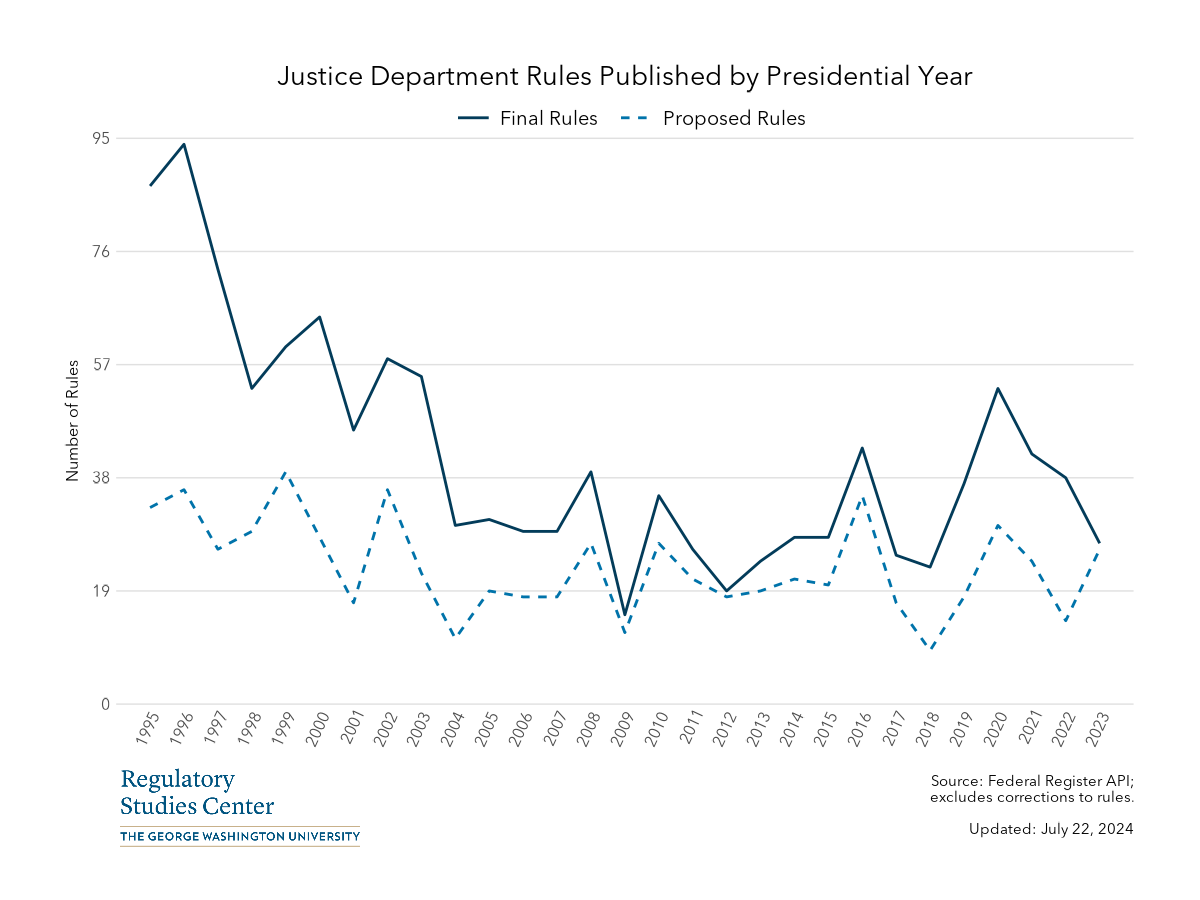 Justice Department Rules Published by Presidential Year
Final Rules Proposed Rules
95
76
57
38
19
0
Number of Rules
1995 1996 1997 1998 1999 2000 2001 2002 2003 2004 2005 2006 2007 2008 2009 2010 2011 2012 2013 2014 2015 2016 2017 2018 2019 2020 2021 2022 2023
Regulatory
Studies Center
THE GEORGE WASHINGTON UNIVERSITY
Source: Federal Register API;
excludes corrections to rules.
Updated: July 22, 2024